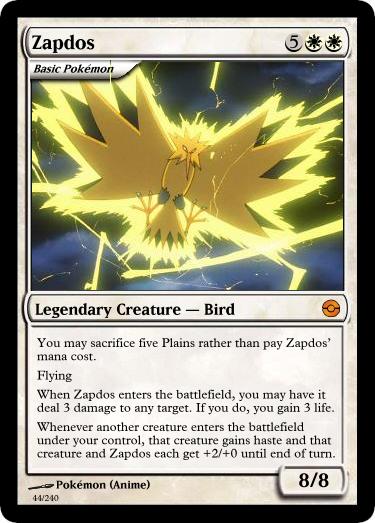 Zapdos 5
Basic Pokémon
Legendary Creature — Bird
You may sacrifice five Plains rather than pay Zapdos'
mana cost.
Flying
When Zapdos enters the battlefield, you may have it
deal 3 damage to any target. If you do, you gain 3 life.
Whenever another creature enters the battlefield
under your control, that creature gains haste and that
creature and Zapdos each get +2/+0 until end of turn.
Pokémon (Anime)
8/8
44/240